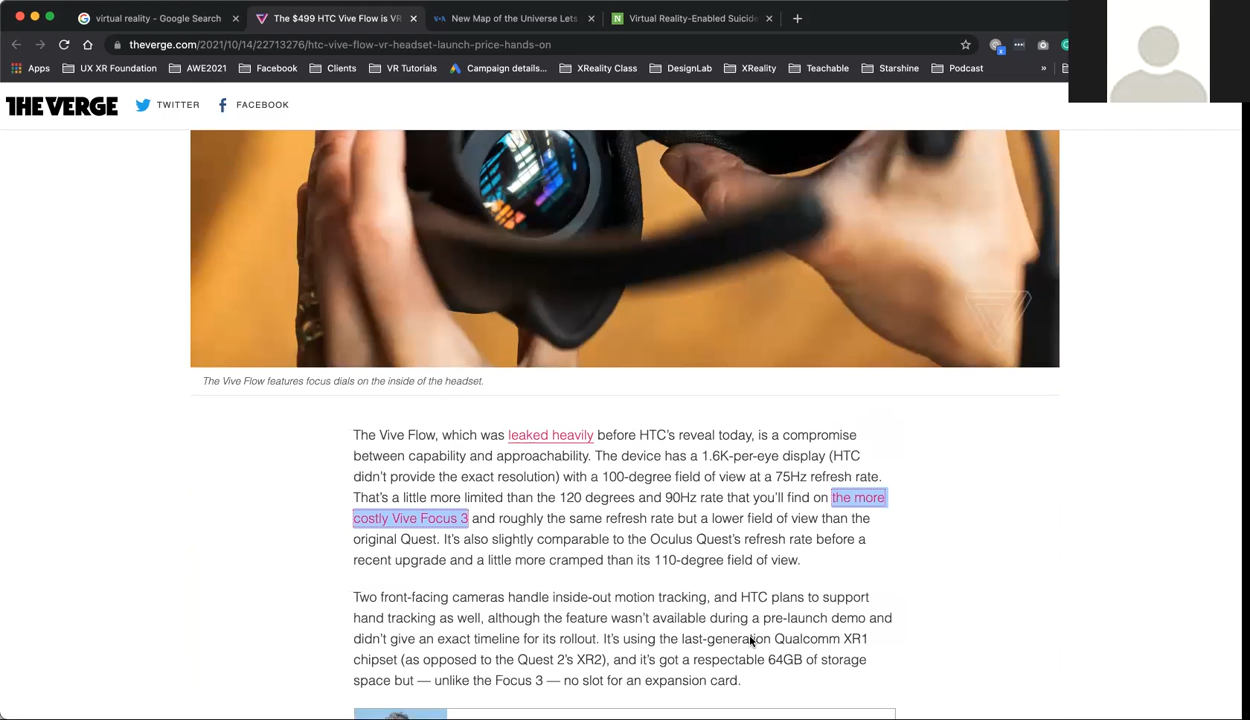 virtual reality - Google Search
The $499 HTC Vive Flow is VR
New Map of the Universe Lets
Virtual Reality-Enabled Suicide
theverge.com/2021/10/14/22713276/htc-vive-flow-vr-headset-launch-price-hands-on
Apps
UX XR Foundation
AWE2021
Facebook
Clients
VR Tutorials
Campaign details...
XReality Class
DesignLab
XReality
Teachable
Starshine
Podcast
»
THE VERGE
TWITTER
FACEBOOK
The Vive Flow features focus dials on the inside of the headset.
The Vive Flow, which was leaked heavily before HTC's reveal today, is a compromise
between capability and approachability. The device has a 1.6K-per-eye display (HTC
didn't provide the exact resolution) with a 100-degree field of view at a 75Hz refresh rate.
That's a little more limited than the 120 degrees and 90Hz rate that you'll find on the more
costly Vive Focus 3 and roughly the same refresh rate but a lower field of view than the
original Quest. It's also slightly comparable to the Oculus Quest's refresh rate before a
recent upgrade and a little more cramped than its 110-degree field of view.
Two front-facing cameras handle inside-out motion tracking, and HTC plans to support
hand tracking as well, although the feature wasn't available during a pre-launch demo and
didn't give an exact timeline for its rollout. It's using the last-generation Qualcomm XR1
chipset (as opposed to the Quest 2's XR2), and it's got a respectable 64GB of storage
space but — unlike the Focus 3 — no slot for an expansion card.